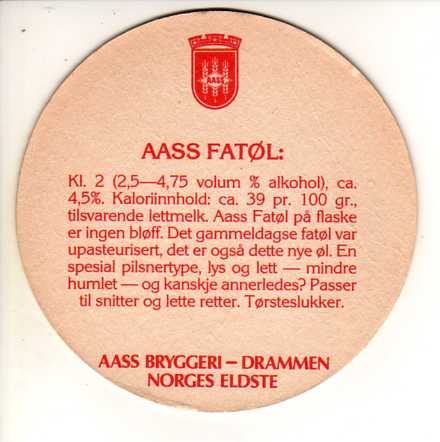 AASS
AASS FATØL:
Kl. 2 (2,5—4,75 volum % alkohol), ca.
4,5%. Kaloriinnhold: ca. 39 pr. 100 gr.,
tilsvarende lettmelk. Aass Fatøl på flaske
er ingen bløff. Det gammeldagse fatøl var
upasteurisert, det er også dette nye øl. En
spesial pilsnertype, lys og lett — mindre
humlet — og kanskje annerledes? Passer
til snitter og lette retter. Tørsteslukker.
AASS BRYGGERI – DRAMMEN
NORGES ELDSTE